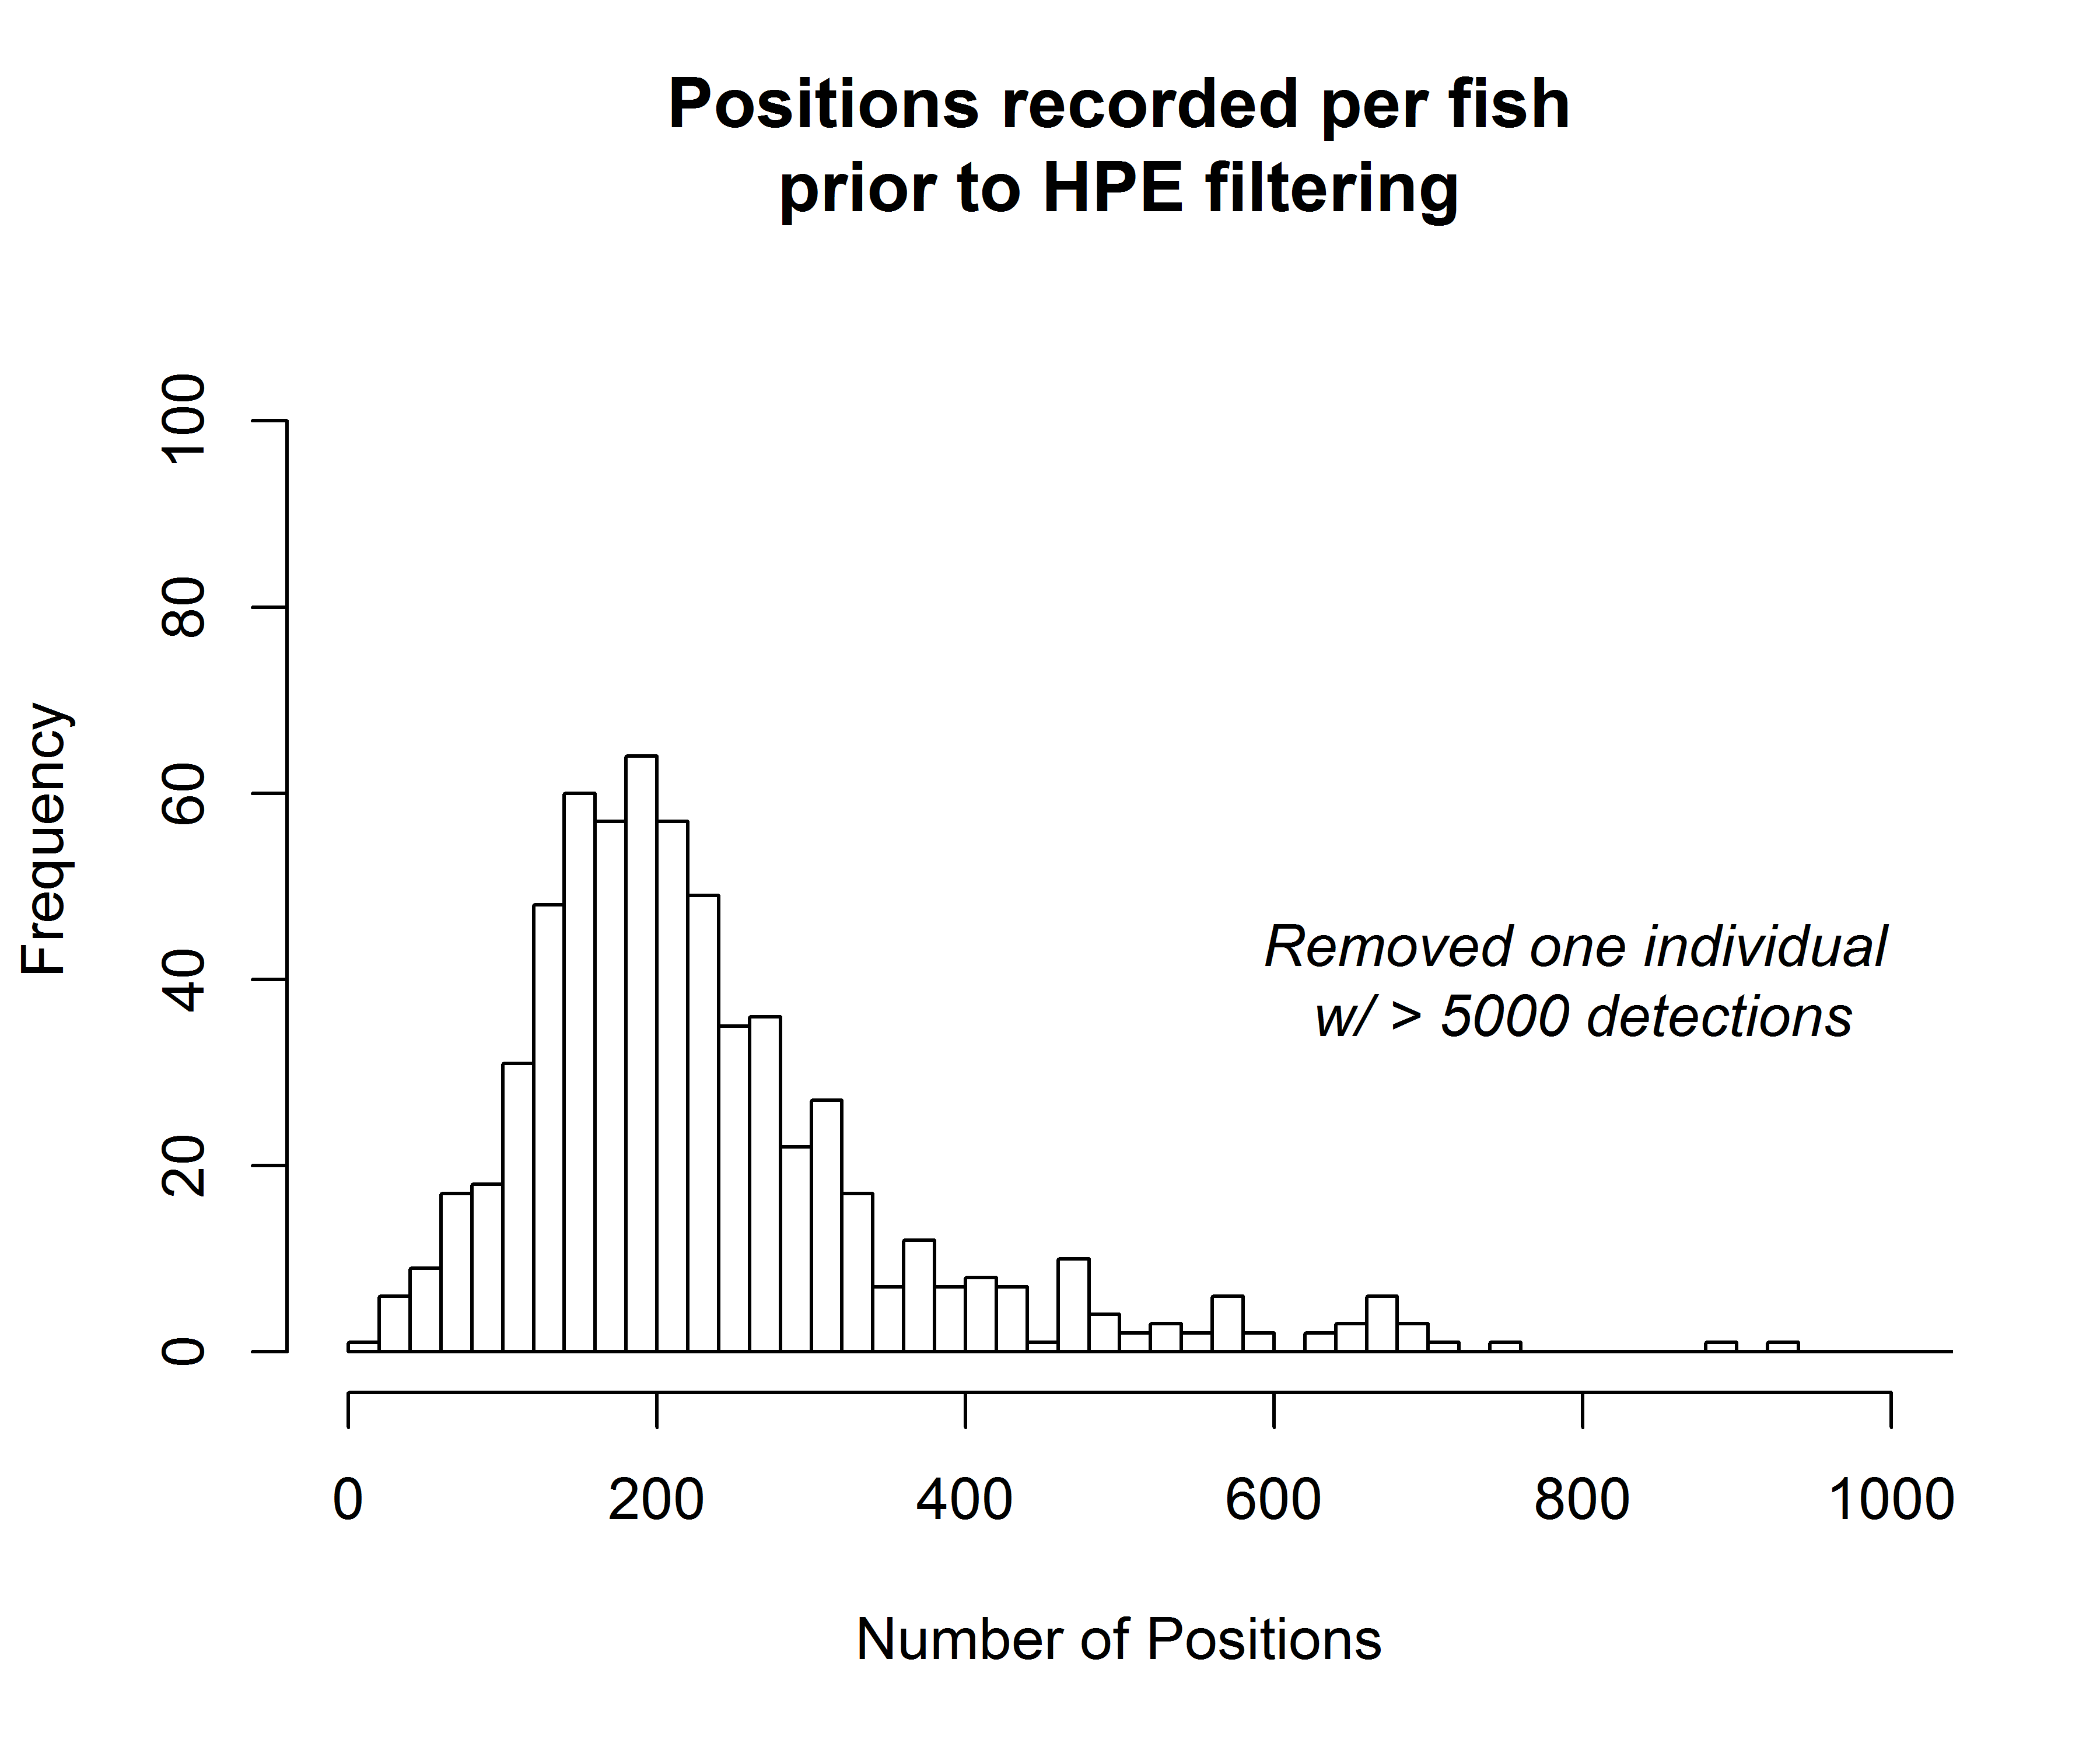 Positions recorded per fish
prior to HPE filtering
100
80
60
40
20
0
Frequency
Removed one individual
w/ > 5000 detections
0 200 400 600 800 1000
Number of Positions